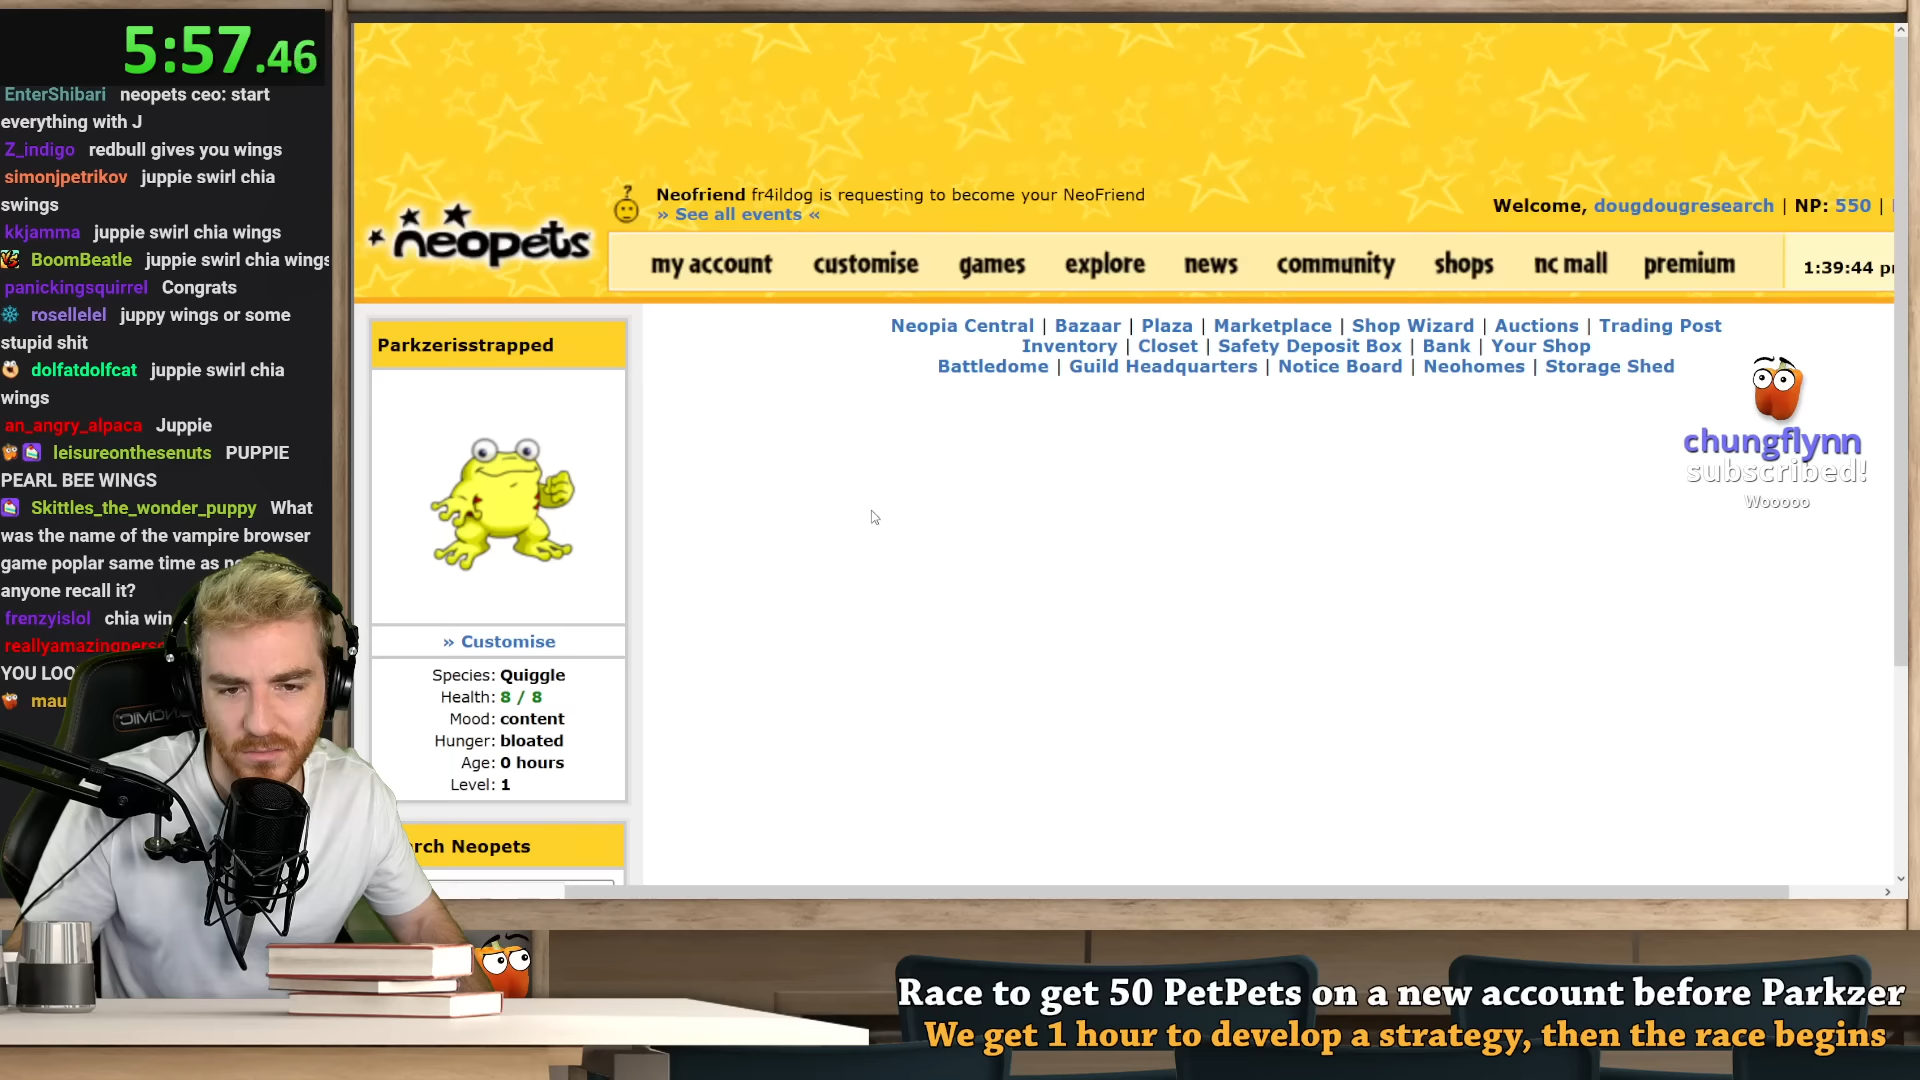 5:57.46
EnterShibari neopets ceo: start
everything with J
Z_indigo redbull gives you wings
simonjpetrikov juppie swirl chia
swings
kkjamma juppie swirl chia wings
BoomBeatle juppie swirl chia wings
panickingsquirrel Congrats
rosellelel juppy wings or some
stupid shit
dolfatdolfcat juppie swirl chia
wings
an_angry_alpaca Juppie
leisureonthesenuts PUPPIE
PEARL BEE WINGS
Skittles_the_wonder_puppy What
was the name of the vampire browser
game poplar same time as
anyone recall it?
frenzyislol chia
reallyamazingperso
YOU
mau
neopets
Neofriend fr4ildog is requesting to become your NeoFriend
» See all events «
Welcome, dougdougresearch | NP: 550 |
my account customise games explore news community shops nc mall premium
1:39:44
Neopia Central | Bazaar | Plaza | Marketplace | Shop Wizard | Auctions | Trading Post
Inventory | Closet | Safety Deposit Box | Bank | Your Shop
Battledome | Guild Headquarters | Notice Board | Neohomes | Storage Shed
Parkzerisstrapped
» Customise
Species: Quiggle
Health: 8 / 8
Mood: content
Hunger: bloated
Age: 0 hours
Level: 1
rch Neopets
chungflynn
subscribed!
Wooooo
Race to get 50 PetPets on a new account before Parkzer
We get 1 hour to develop a strategy, then the race begins